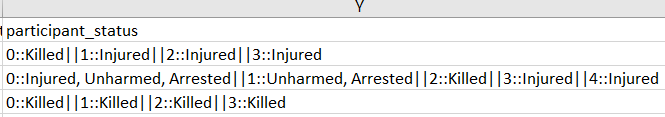 Y
participant_status
0::Killed||1::Injured||2::Injured||3::Injured
0::Injured, Unharmed, Arrested||1::Unharmed, Arrested||2::Killed||3::Injured||4::Injured
0::Killed||1::Killed||2::Killed||3::Killed